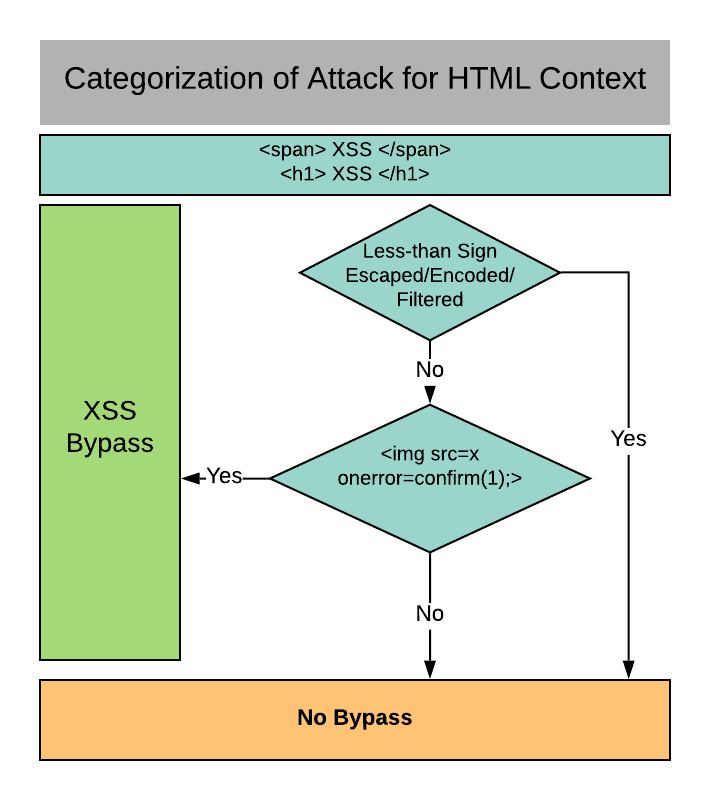 Categorization of Attack for HTML Context
<span> XSS </span>
<h1> XSS </h1>
Less-than Sign
Escaped/Encoded/
Filtered
No
<img src=x
onerror=confirm(1);>
Yes
Yes
XSS
Bypass
No
No Bypass